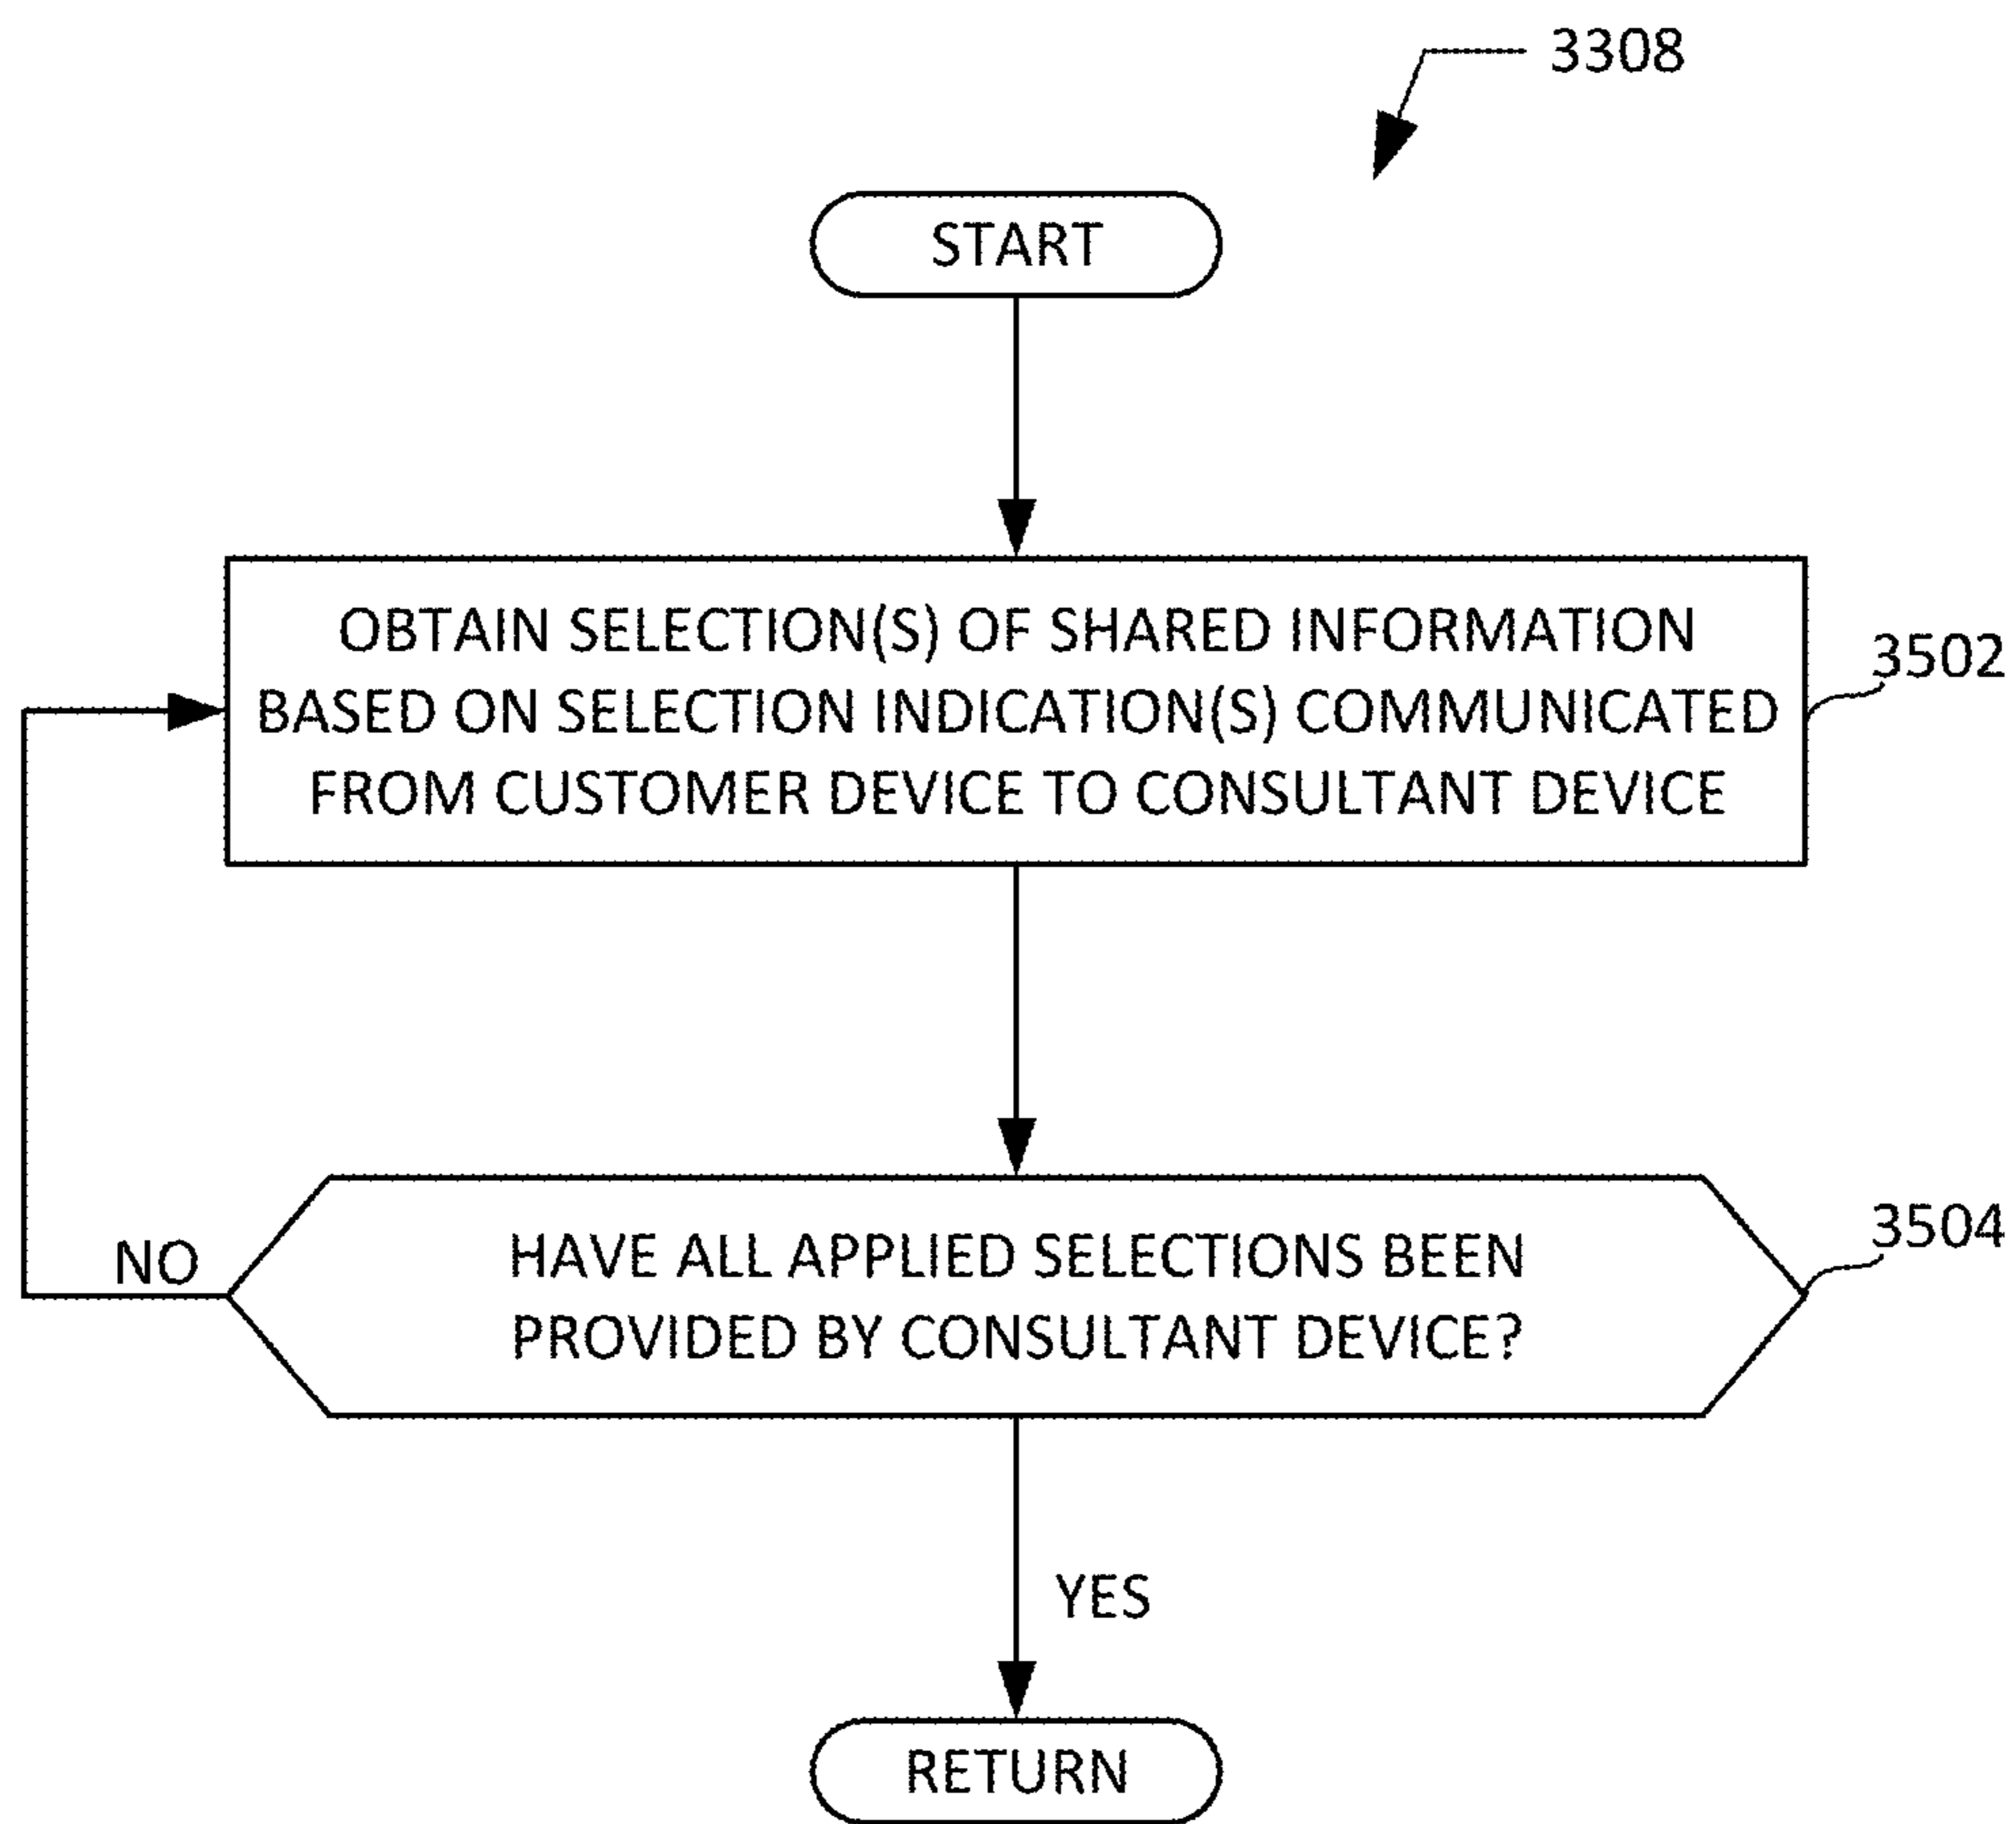 3308
START
OBTAIN SELECTION(S) OF SHARED INFORMATION
BASED ON SELECTION INDICATION(S) COMMUNICATED
FROM CUSTOMER DEVICE TO CONSULTANT DEVICE
3502
HAVE ALL APPLIED SELECTIONS BEEN
PROVIDED BY CONSULTANT DEVICE?
3504
NO
YES
RETURN